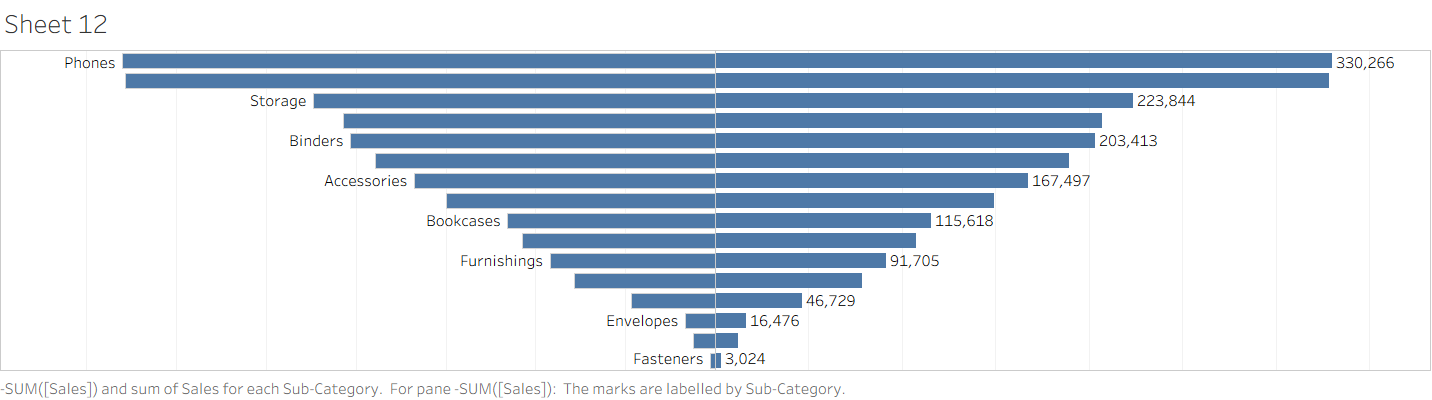 Sheet 12
Phones 330,266
Storage 223,844
Binders 203,413
Accessories 167,497
Bookcases 115,618
Furnishings 91,705
46,729
Envelopes 16,476
Fasteners 3,024
-SUM([Sales]) and sum of Sales for each Sub-Category.  For pane -SUM([Sales]):  The marks are labelled by Sub-Category.